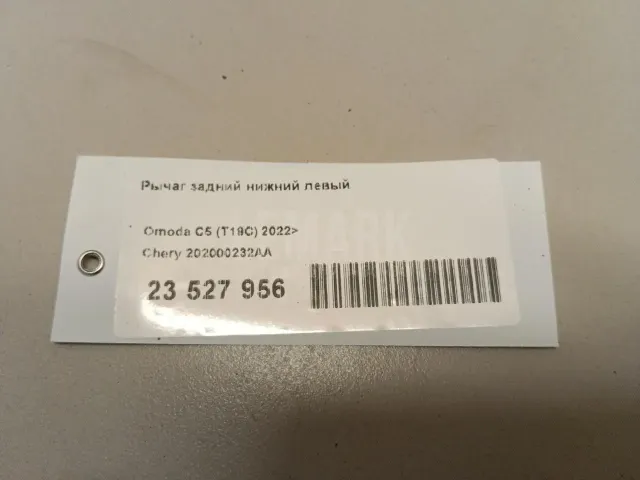 Рычаг задний нижний левый
Omoda C5 (T19C) 2022>
Chery 202000232AA
23 527 956